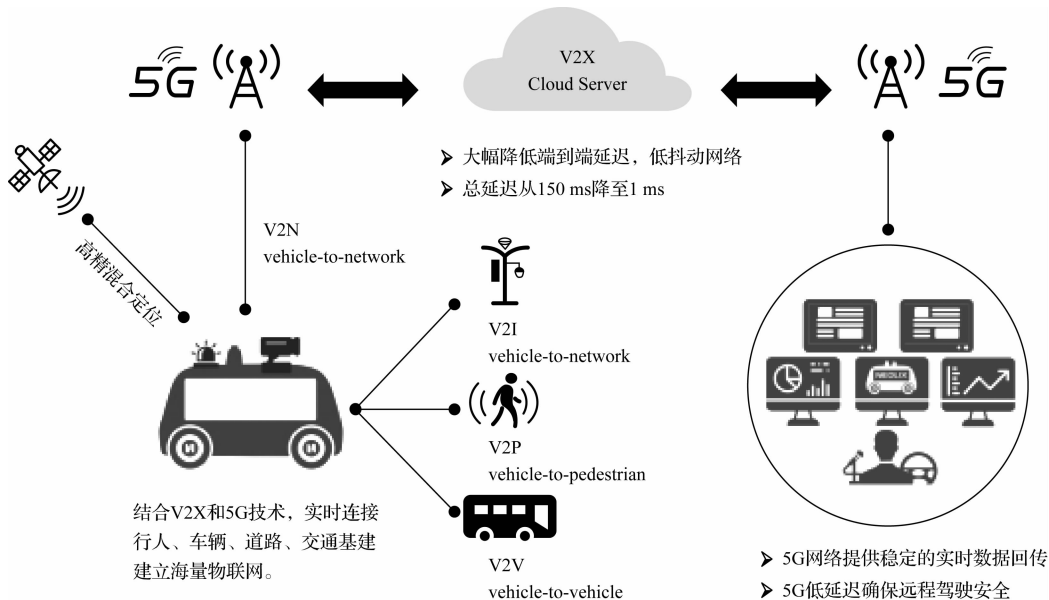 5G
V2X
Cloud Server
5G
大幅降低端到端延迟，低抖动网络
总延迟从150 ms降至1 ms
高精混合定位
V2N
vehicle-to-network
V2I
vehicle-to-network
V2P
vehicle-to-pedestrian
V2V
vehicle-to-vehicle
结合V2X和5G技术，实时连接
行人、车辆、道路、交通基建
建立海量物联网。
NEOLIX
5G网络提供稳定的实时数据回传
5G低延迟确保远程驾驶安全